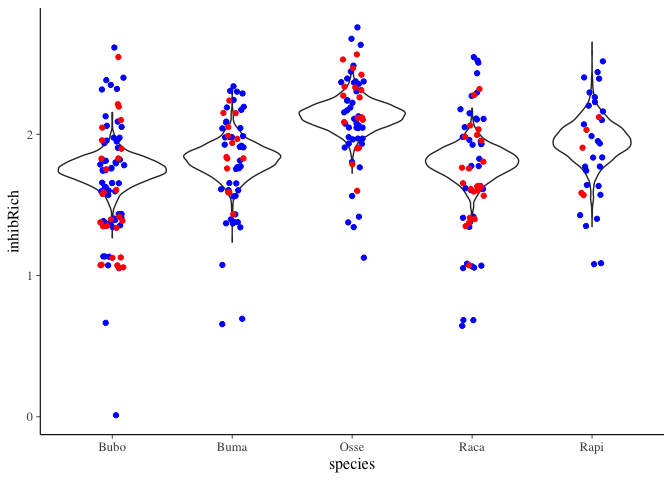 inhibRich
2
1
0
Bubo Buma Osse Raca Rapi
species